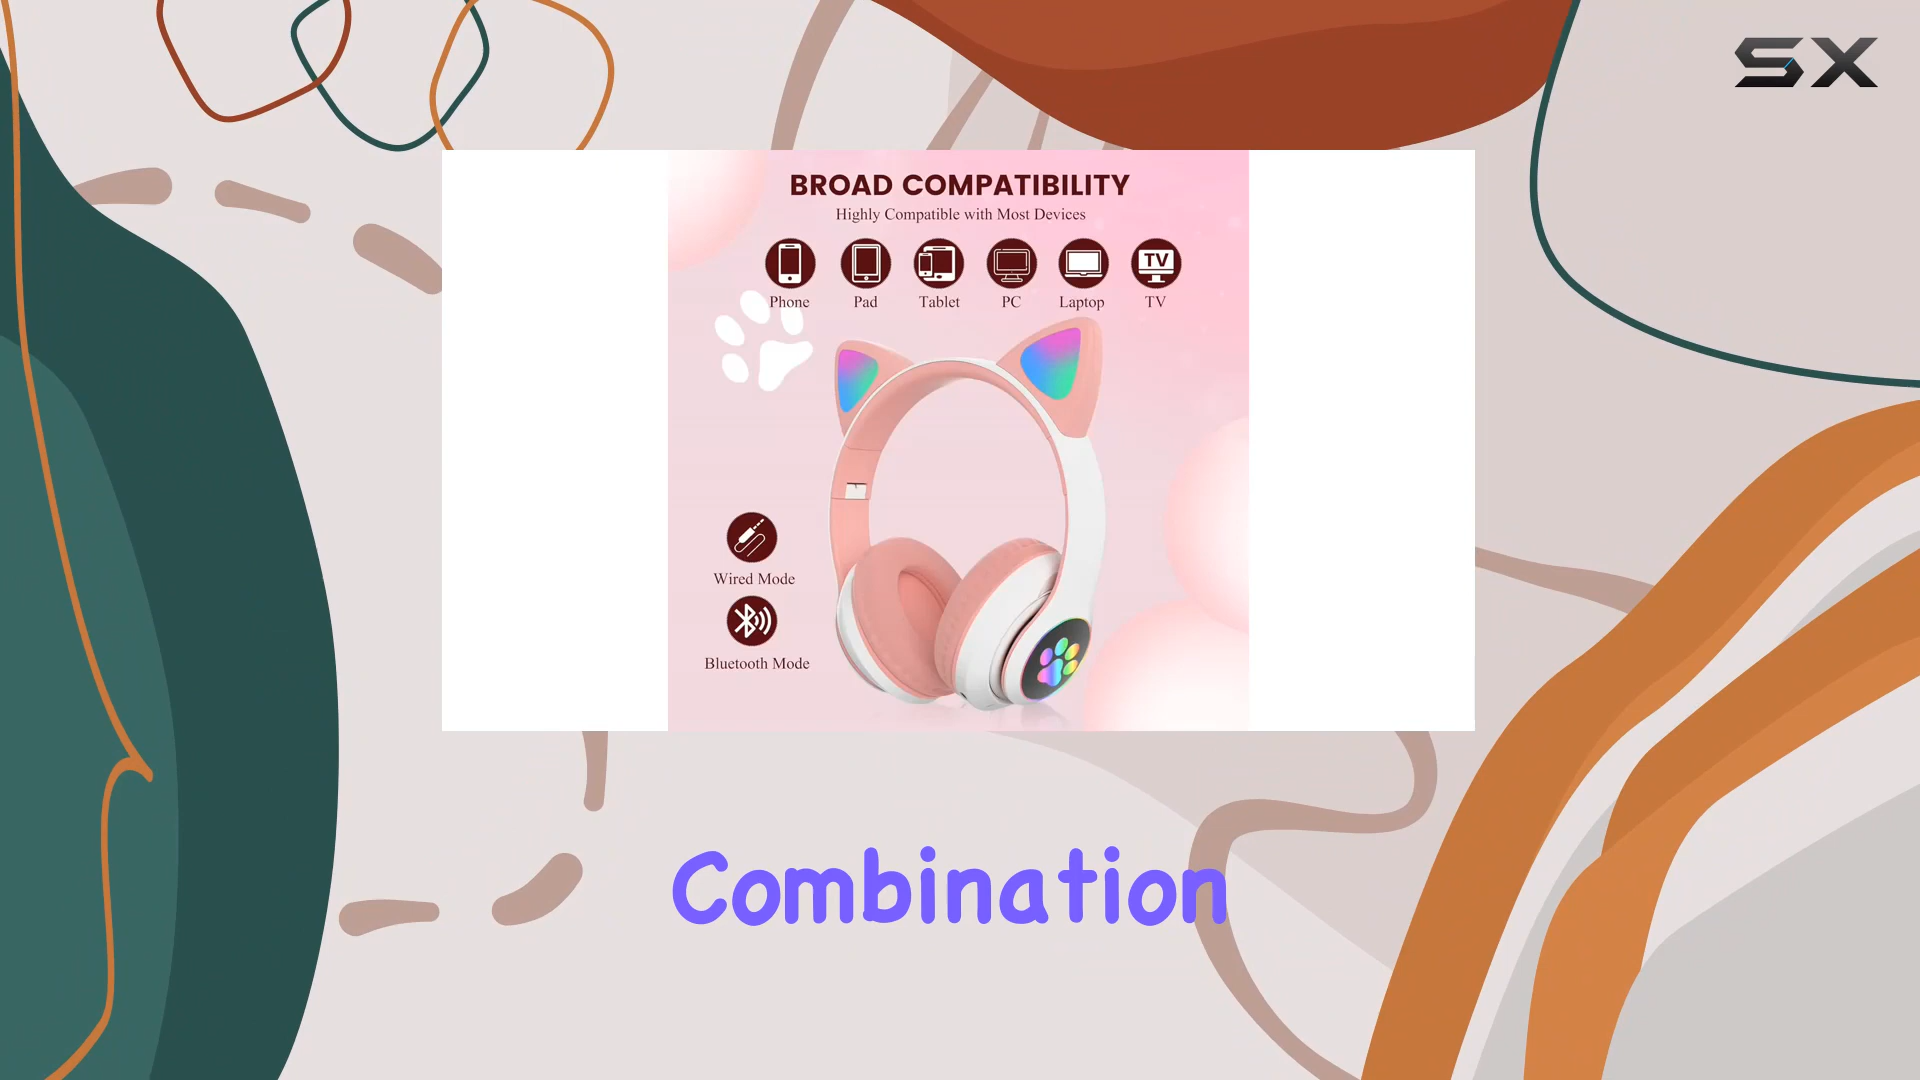 SX
BROAD COMPATIBILITY
Highly Compatible with Most Devices
TV
Phone Pad Tablet PC Laptop TV
Wired Mode
Bluetooth Mode
Combination